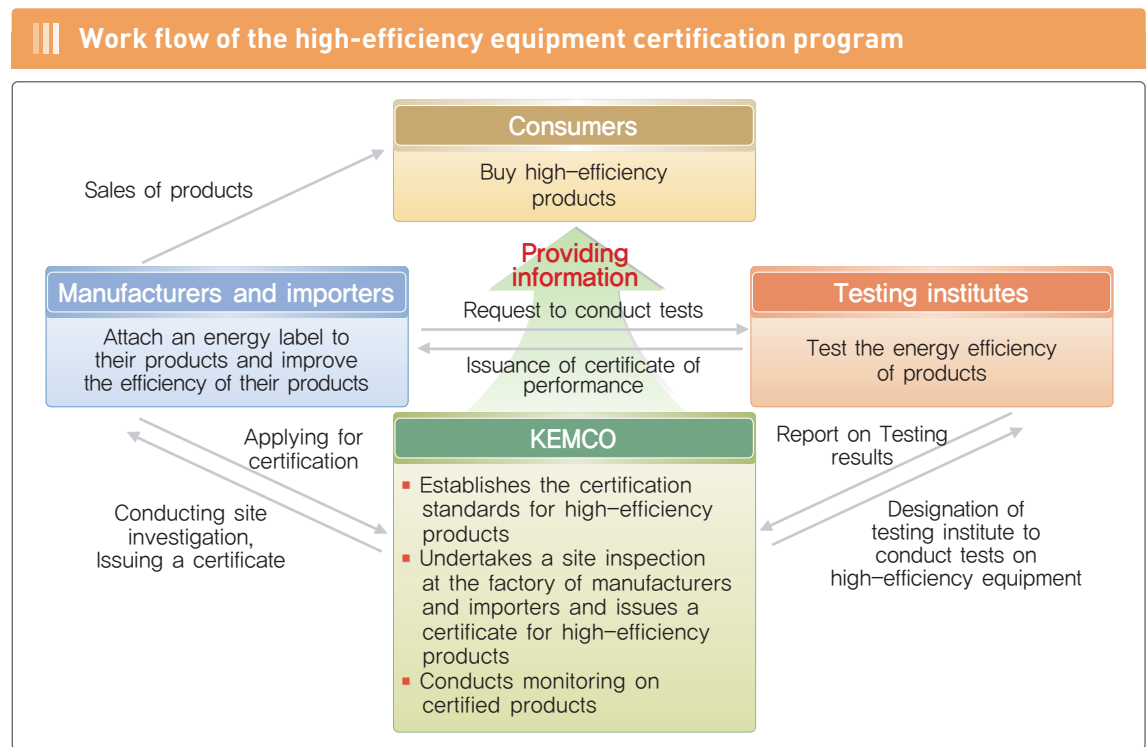 Work flow of the high-efficiency equipment certification program
Consumers
Buy high-efficiency
products
Sales of products
Providing
information
Manufacturers and importers
Attach an energy label to
their products and improve
the efficiency of their products
Request to conduct tests
Issuance of certificate of
performance
Testing institutes
Test the energy efficiency
of products
Applying for
certification
Conducting site
investigation,
Issuing a certificate
KEMCO
Establishes the certification
standards for high-efficiency
products
Undertakes a site inspection
at the factory of manufacturers
and importers and issues a
certificate for high-efficiency
products
Conducts monitoring on
certified products
Report on Testing
results
Designation of
testing institute to
conduct tests on
high-efficiency equipment